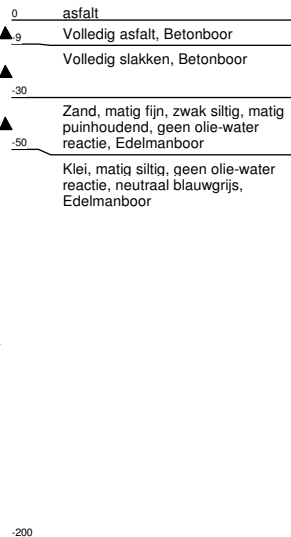 0 asfalt
-9 Volledig asfalt, Betonboor
Volledig slakken, Betonboor
-30
Zand, matig fijn, zwak siltig, matig
puinhoudend, geen olie-water
-50 reactie, Edelmanboor
Klei, matig siltig, geen olie-water
reactie, neutraal blauwgrijs,
Edelmanboor
-200